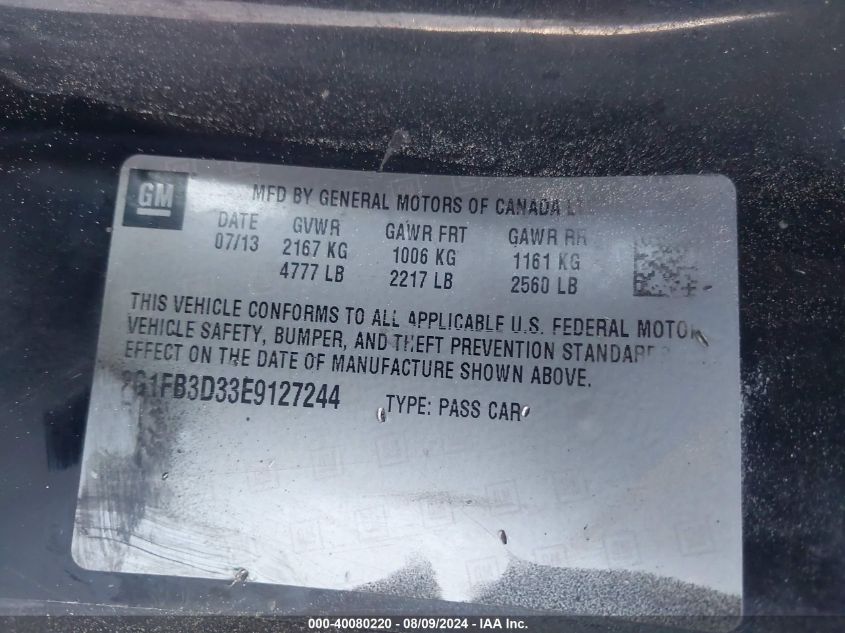 GM
MFD BY GENERAL MOTORS OF CANADA
DATE GVWR GAWR FRT GAWR RR
07/13 2167 KG 1006 KG 1161 KG
4777 LB 2217 LB 2560 LB
THIS VEHICLE CONFORMS TO ALL APPLICABLE U.S. FEDERAL MOTOR
VEHICLE SAFETY, BUMPER, AND THEFT PREVENTION STANDARDS
EFFECT ON THE DATE OF MANUFACTURE SHOWN ABOVE.
2G1FB3D33E9127244 TYPE: PASS CAR
000-40080220 - 08/09/2024 - IAA Inc.